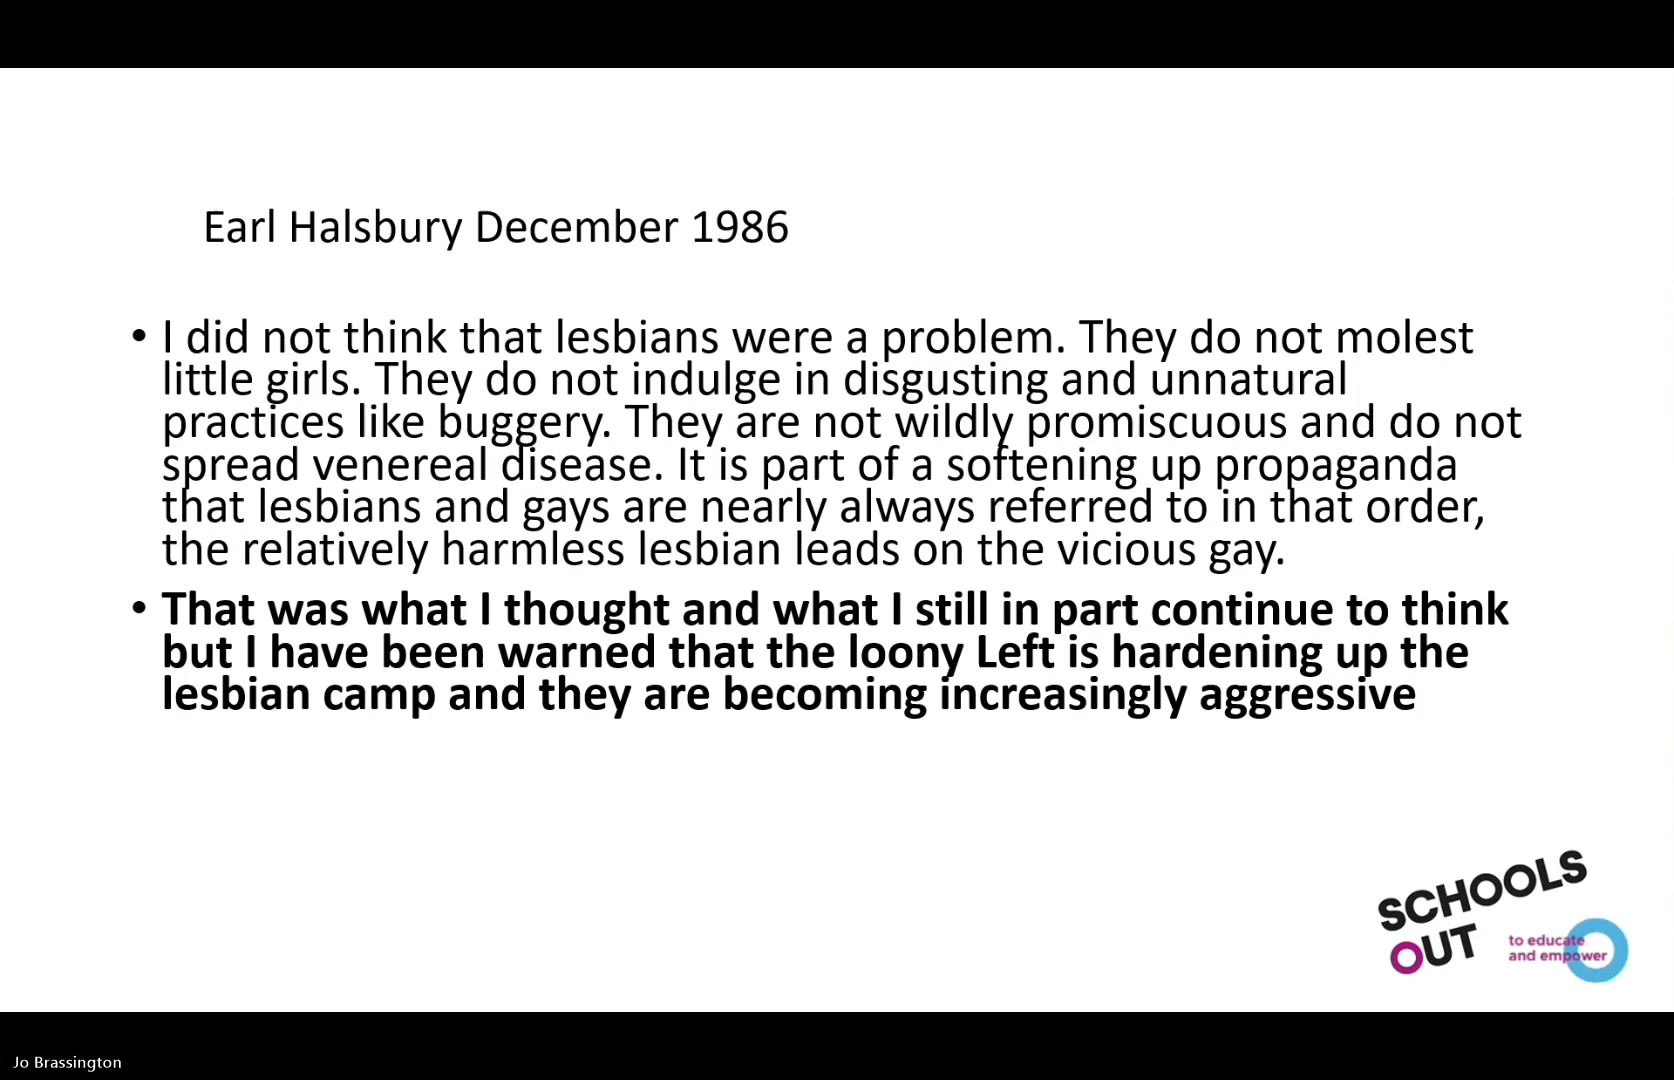 Earl Halsbury December 1986
• I did not think that lesbians were a problem. They do not molest
little girls. They do not indulge in disgusting and unnatural
practices like buggery. They are not wildly promiscuous and do not
spread venereal disease. It is part of a softening up propaganda
that lesbians and gays are nearly always referred to in that order,
the relatively harmless lesbian leads on the vicious gay.
• That was what I thought and what I still in part continue to think
but I have been warned that the loony Left is hardening up the
lesbian camp and they are becoming increasingly aggressive
SCHOOLS
OUT
to educate
and empower
Jo Brassington